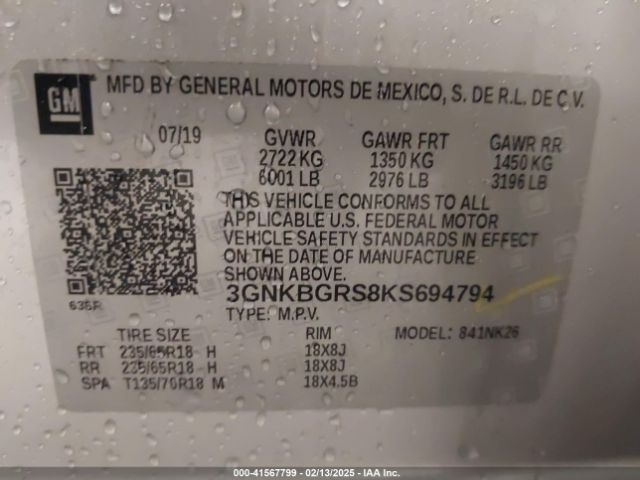 GM MFD BY GENERAL MOTORS DE MEXICO, S. DE R.L. DE C.V.
07/19 GVWR GAWR FRT GAWR RR
2722 KG 1350 KG 1450 KG
6001 LB 2976 LB 3196 LB
THIS VEHICLE CONFORMS TO ALL
APPLICABLE U.S. FEDERAL MOTOR
VEHICLE SAFETY STANDARDS IN EFFECT
ON THE DATE OF MANUFACTURE
SHOWN ABOVE.
636R 3GNKBGRS8KS694794
TYPE: M.P.V.
TIRE SIZE RIM MODEL: 841NK26
FRT 235/65R18 H 18X8J
RR 235/65R18 H 18X8J
SPA T135/70R18 M 18X4.5B
000-41567799 - 02/13/2025 - IAA Inc.